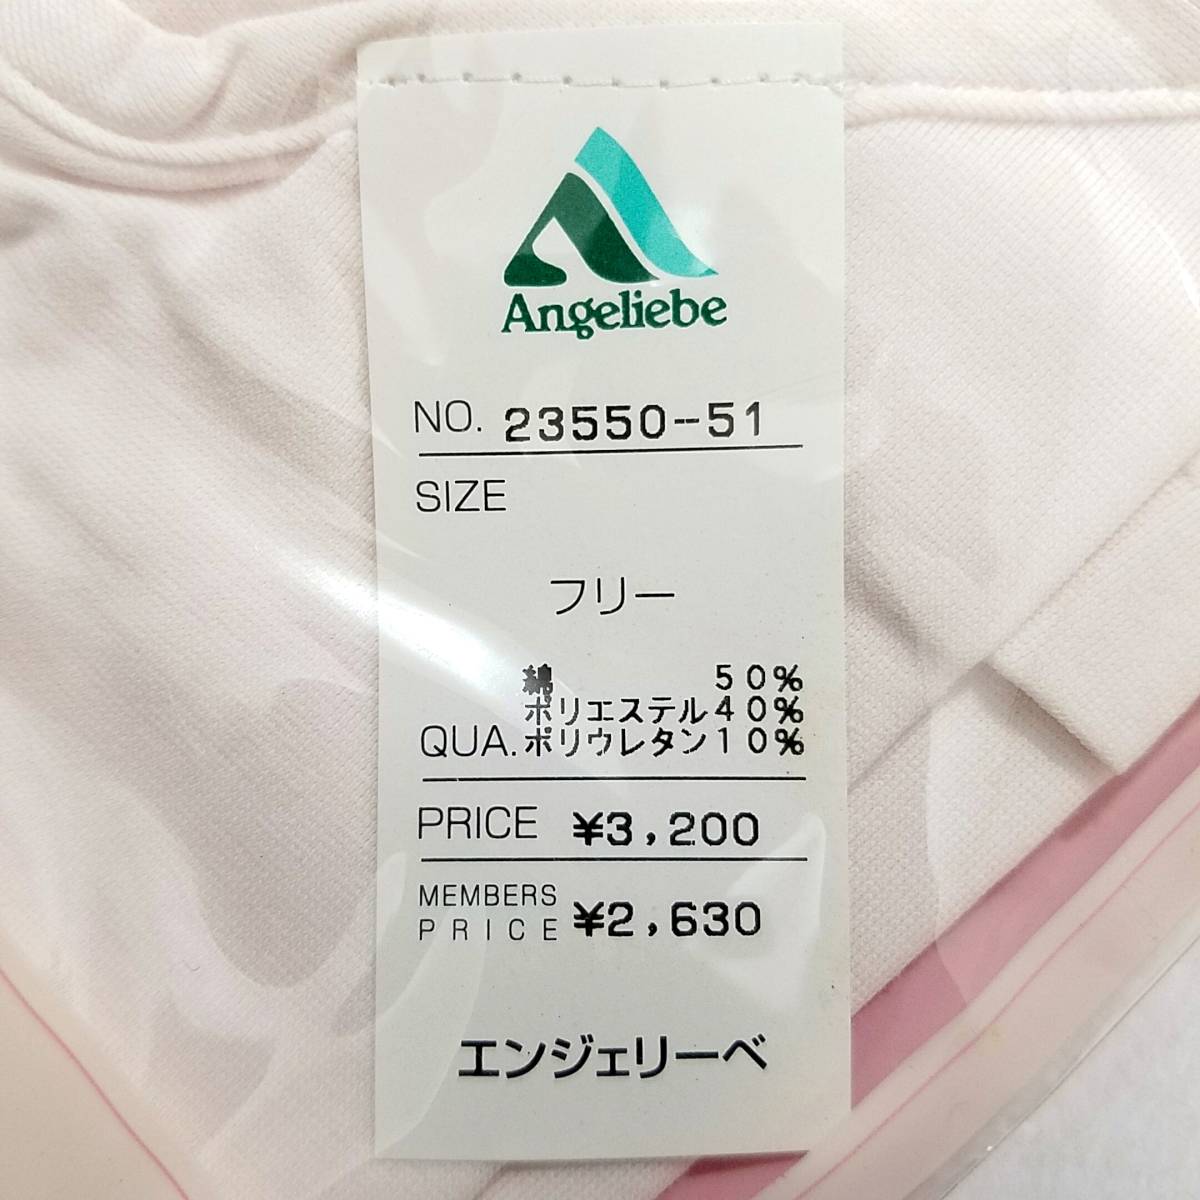 Angeliebe
NO. 23550-51
SIZE
フリー
綿 50%
ポリエステル40%
QUA. ポリウレタン10%
PRICE ¥3,200
MEMBERS
PRICE ¥2,630
エンジェリーベ